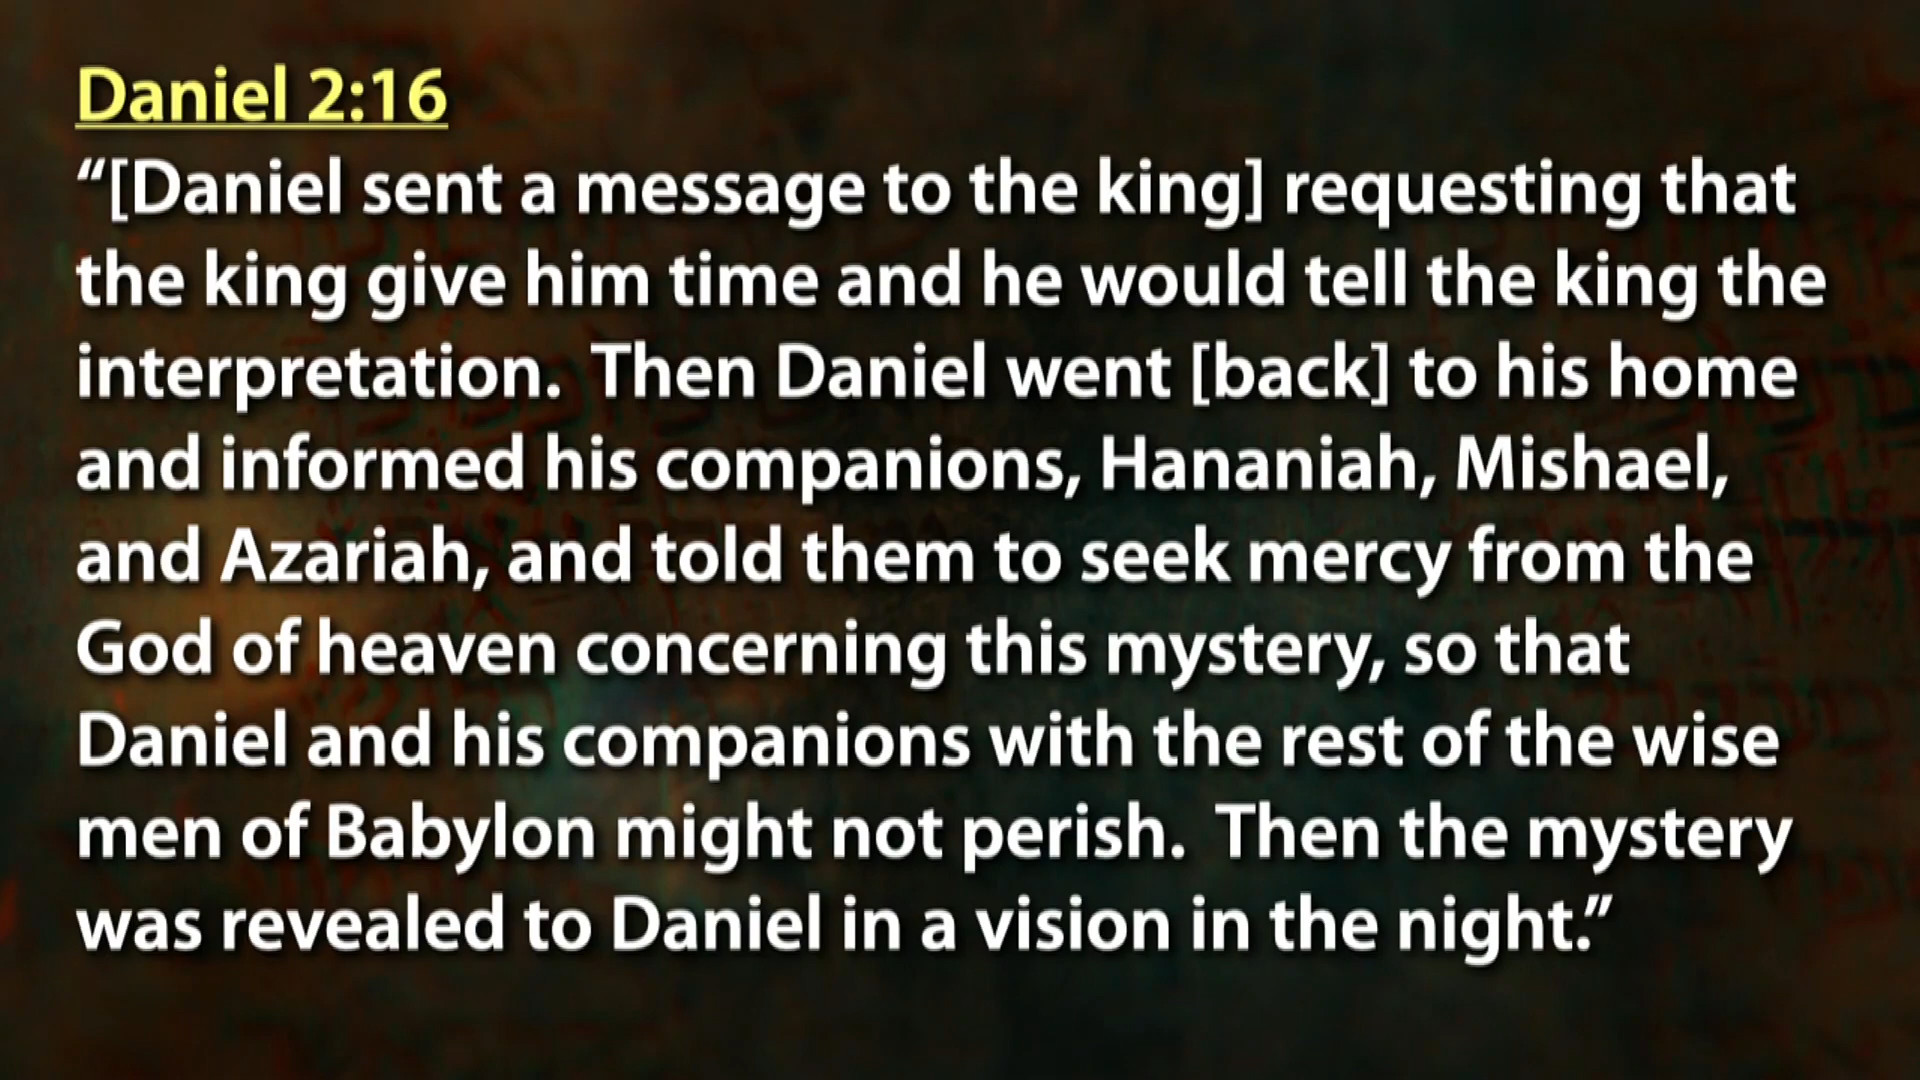 Daniel 2:16
“[Daniel sent a message to the king] requesting that
the king give him time and he would tell the king the
interpretation.  Then Daniel went [back] to his home
and informed his companions, Hananiah, Mishael,
and Azariah, and told them to seek mercy from the
God of heaven concerning this mystery, so that
Daniel and his companions with the rest of the wise
men of Babylon might not perish.  Then the mystery
was revealed to Daniel in a vision in the night.”